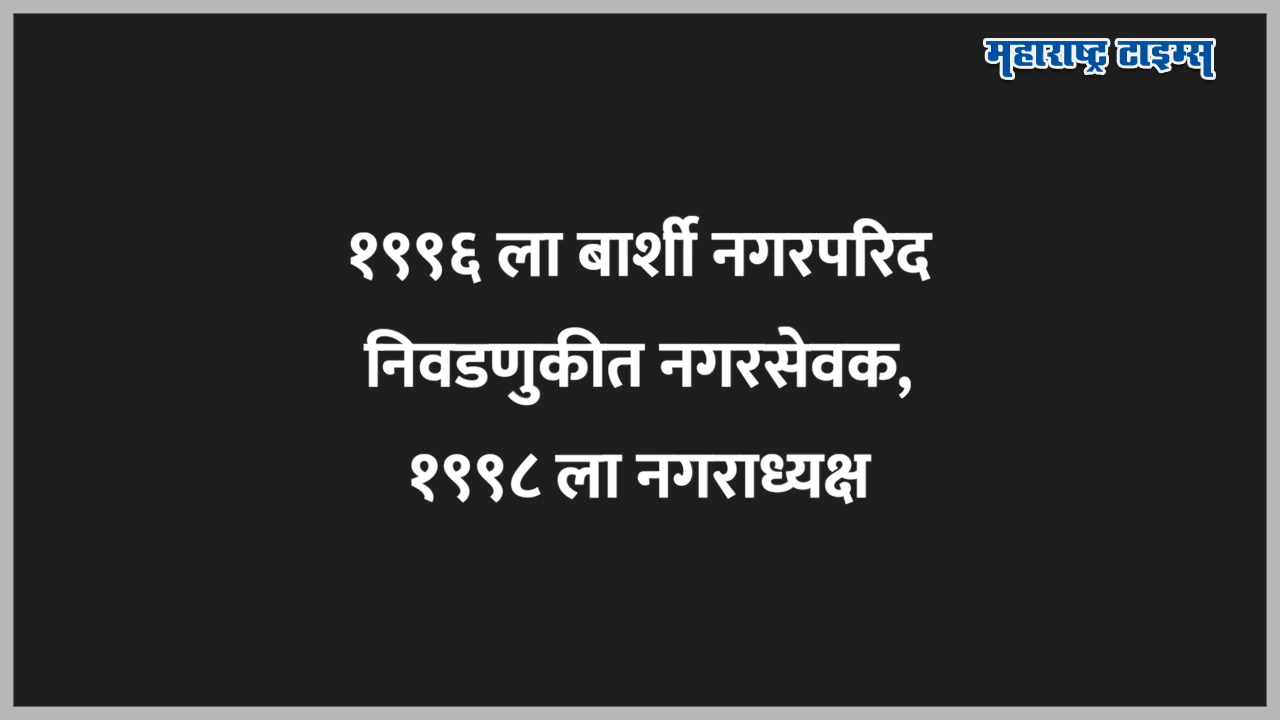 महाराष्ट्र टाइम्स
१९९६ ला बार्शी नगरपरिद
निवडणुकीत नगरसेवक,
१९९८ ला नगराध्यक्ष